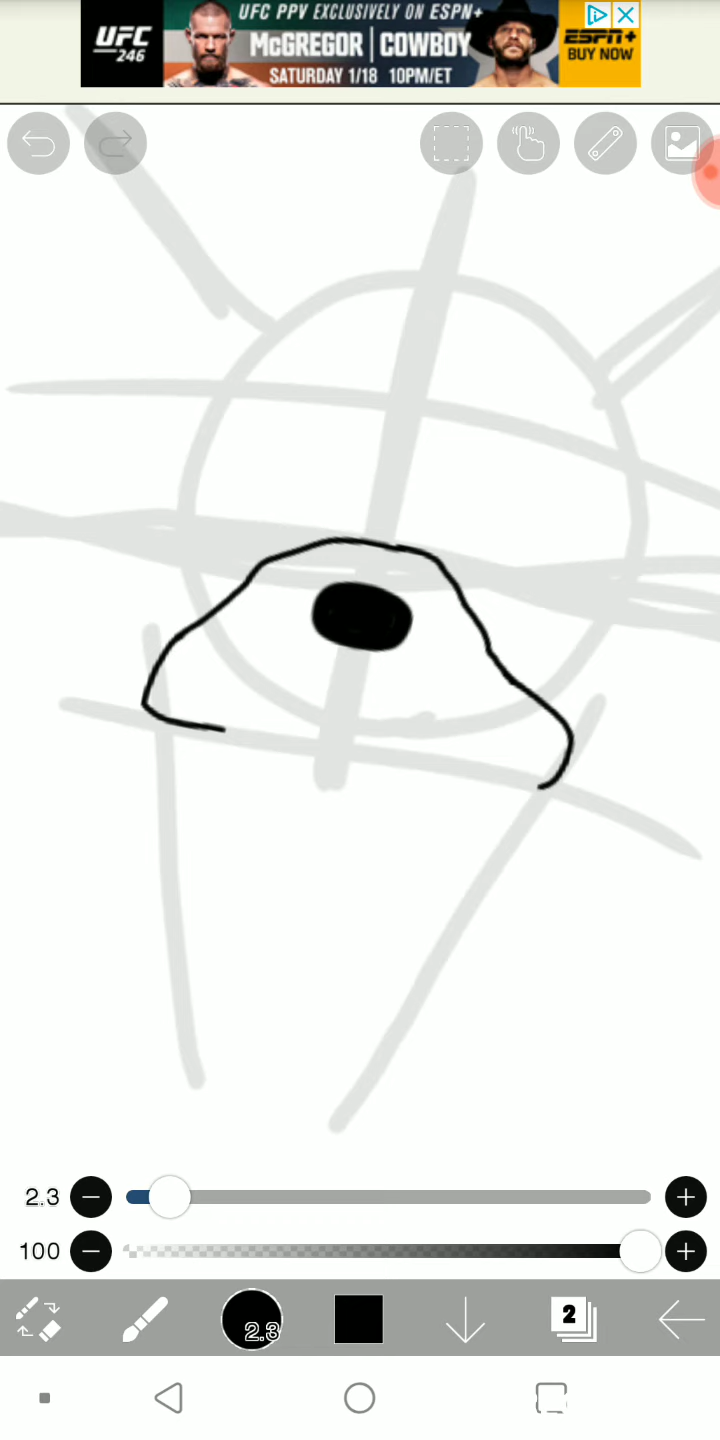 UFC PPV EXCLUSIVELY ON ESPN+
UFC
246
McGREGOR | COWBOY
ESPN+
BUY NOW
SATURDAY 1/18 10PM/ET
2.3
100
2.3
2